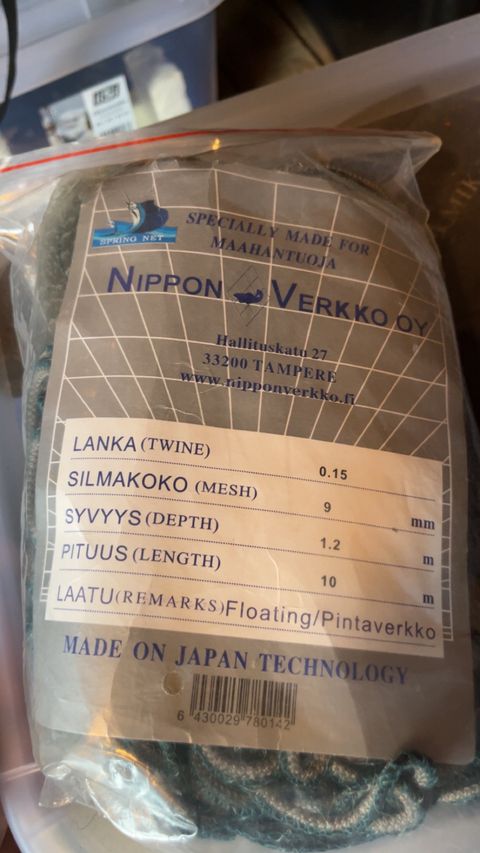 SPRING NET
SPECIALLY MADE FOR
MAAHANTUOJA
NIPPON VERKKO OY
Hallituskatu 27
33200 TAMPERE
www.nipponverkko.fi
LANKA (TWINE) 0.15
SILMAKOKO (MESH) 9 mm
SYVYYS (DEPTH) 1.2 m
PITUUS (LENGTH) 10 m
LAATU (REMARKS) Floating/Pintaverkko
MADE ON JAPAN TECHNOLOGY
6 430029 780142